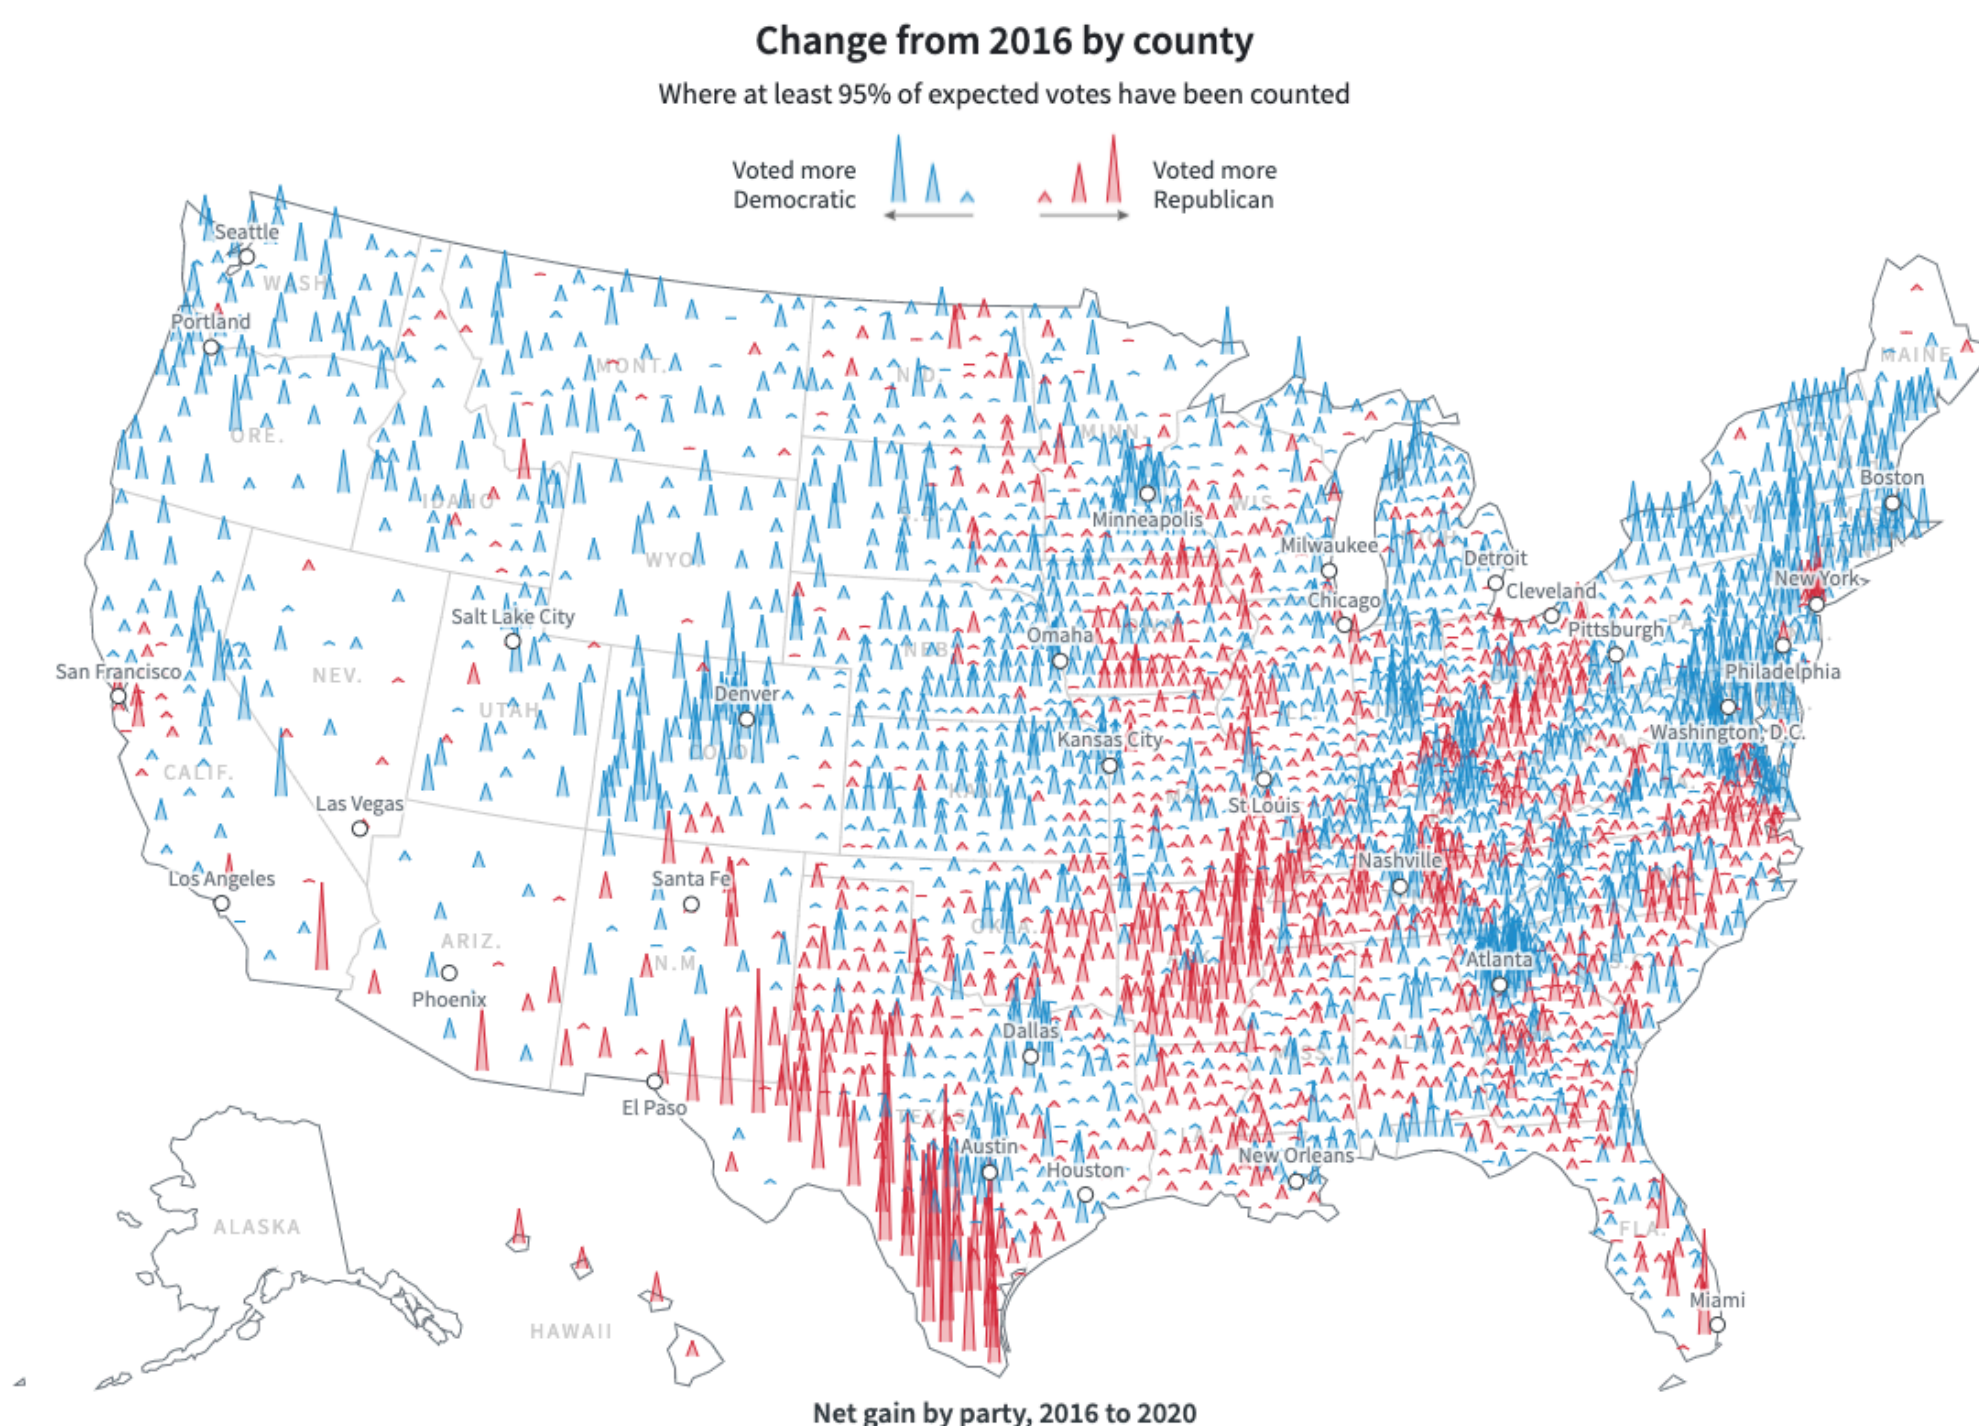 Change from 2016 by county
Where at least 95% of expected votes have been counted
Voted more
Democratic
Voted more
Republican
Seattle
WASH.
Portland
MONT.
N.D.
MAINE
ORE.
MINN.
IDAHO
Boston
WIS.
Minneapolis
WYO.
Milwaukee
Detroit
New York
Cleveland
Chicago
Salt Lake City
Pittsburgh
PA.
Omaha
NEB.
San Francisco
NEV.
Philadelphia
Denver
UTAH
Washington, D.C.
COLO.
Kansas City
CALIF.
KAN.
Las Vegas
St Louis
Nashville
Los Angeles
Santa Fe
OKLA.
ARIZ.
N.M.
Atlanta
Phoenix
Dallas
MISS.
El Paso
TEXAS
Austin
Houston
LA.
New Orleans
ALASKA
FLA.
Miami
HAWAII
Net gain by party, 2016 to 2020